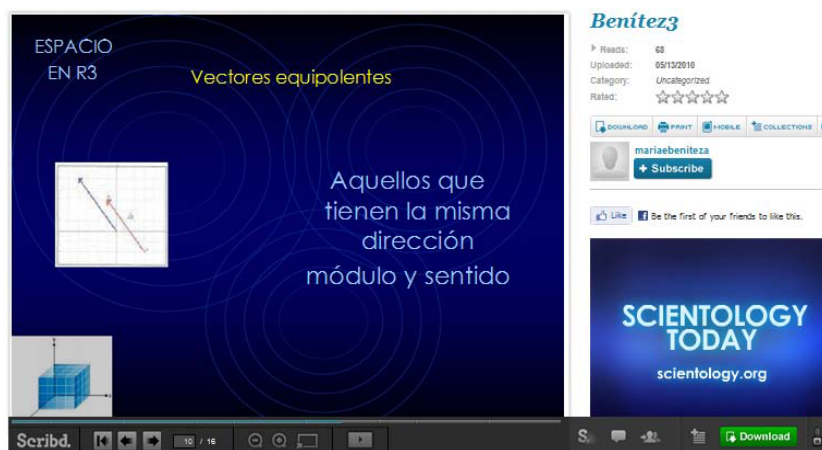 ESPACIO
EN R3
Vectores equipolentes
Aquellos que
tienen la misma
dirección
módulo y sentido
Scribd.
10 / 16
Benítez3
Reads: 68
Uploaded: 05/13/2010
Category: Uncategorized.
Rated:
DOWNLOAD PRINT MOBILE COLLECTIONS
mariaebeniteza
+ Subscribe
Like Be the first of your friends to like this.
SCIENTOLOGY
TODAY
scientology.org
Download